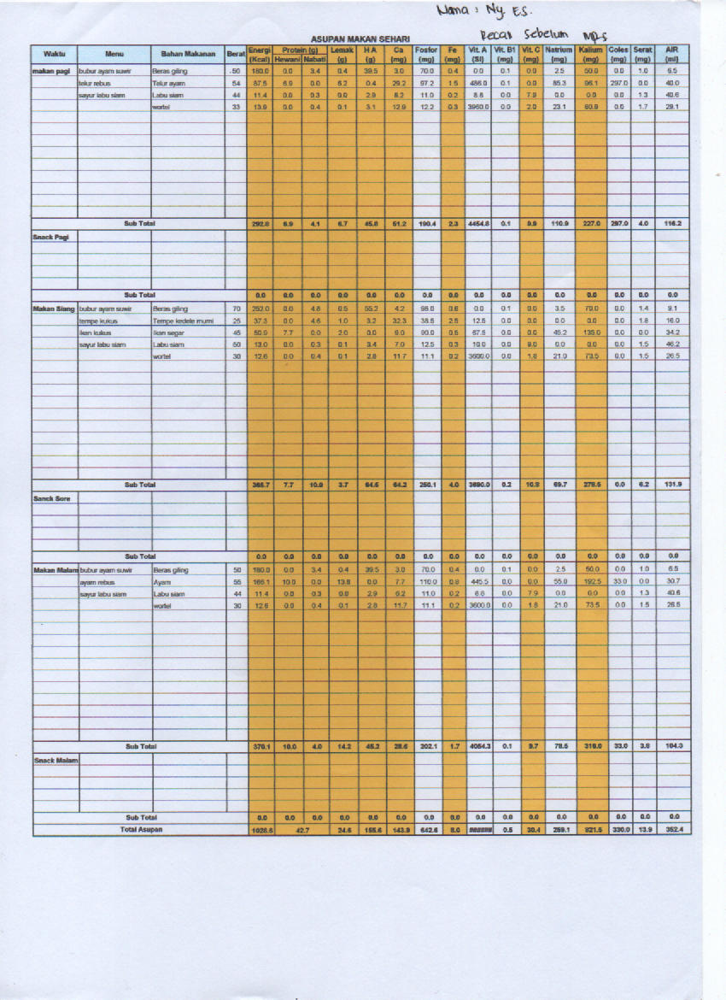 Nama : Ny. E.S.
Recall Sebelum MRS
ASUPAN MAKAN SEHARI
Waktu Menu Bahan Makanan Berat Energi (Kcal) Protein (g) Hewani Nabati Lemak (g) H A (g) Ca (mg) Fosfor (mg) Fe (mg) Vit. A (SI) Vit. B1 (mg) Vit. C (mg) Natrium (mg) Kalium (mg) Coles (mg) Serat (mg) AIR (ml)
makan pagi bubur ayam suwir Beras giling 50 180.0 0.0 3.4 0.4 39.5 3.0 70.0 0.4 0.0 0.1 0.0 2.5 50.0 0.0 1.0 6.5
telur rebus Telur ayam 54 87.5 6.9 0.0 6.2 0.4 29.2 97.2 1.5 486.0 0.1 0.0 85.3 96.1 297.0 0.0 40.0
sayur labu siam Labu siam 44 11.4 0.0 0.3 0.0 2.9 6.2 11.0 0.2 8.8 0.0 7.9 0.0 0.0 0.0 1.3 40.6
wortel 33 13.9 0.0 0.4 0.1 3.1 12.9 12.2 0.3 3960.0 0.0 2.0 23.1 80.9 0.0 1.7 29.1
Sub Total 292.8 6.9 4.1 6.7 45.8 51.2 190.4 2.3 4454.8 0.1 9.9 110.9 227.0 297.0 4.0 116.2
Snack Pagi
Sub Total 0.0 0.0 0.0 0.0 0.0 0.0 0.0 0.0 0.0 0.0 0.0 0.0 0.0 0.0 0.0 0.0
Makan Siang bubur ayam suwir Beras giling 70 252.0 0.0 4.8 0.5 55.2 4.2 98.0 0.6 0.0 0.1 0.0 3.5 70.0 0.0 1.4 9.1
tempe kukus Tempe kedele murni 25 37.3 0.0 4.6 1.0 3.2 32.3 38.5 2.5 12.5 0.0 0.0 0.0 0.0 0.0 1.8 16.0
ikan kukus Ikan segar 45 50.9 7.7 0.0 2.0 0.0 9.0 90.0 0.5 67.5 0.0 0.0 45.2 135.0 0.0 0.0 34.2
sayur labu siam Labu siam 50 13.0 0.0 0.3 0.1 3.4 7.0 12.5 0.3 10.0 0.0 9.0 0.0 0.0 0.0 1.5 46.2
wortel 30 12.6 0.0 0.4 0.1 2.8 11.7 11.1 0.2 3600.0 0.0 1.8 21.0 73.5 0.0 1.5 26.5
Sub Total 365.7 7.7 10.0 3.7 64.6 64.2 250.1 4.0 3690.0 0.2 10.8 69.7 278.5 0.0 6.2 131.9
Sanck Sore
Sub Total 0.0 0.0 0.0 0.0 0.0 0.0 0.0 0.0 0.0 0.0 0.0 0.0 0.0 0.0 0.0 0.0
Makan Malam bubur ayam suwir Beras giling 50 180.0 0.0 3.4 0.4 39.5 3.0 70.0 0.4 0.0 0.1 0.0 2.5 50.0 0.0 1.0 6.5
ayam rebus Ayam 55 166.1 10.0 0.0 13.8 0.0 7.7 110.0 0.8 445.5 0.0 0.0 55.0 192.5 33.0 0.0 30.7
sayur labu siam Labu siam 44 11.4 0.0 0.3 0.0 2.9 6.2 11.0 0.2 8.8 0.0 7.9 0.0 0.0 0.0 1.3 40.6
wortel 30 12.6 0.0 0.4 0.1 2.8 11.7 11.1 0.2 3600.0 0.0 1.8 21.0 73.5 0.0 1.5 26.5
Sub Total 370.1 10.0 4.0 14.2 45.2 28.6 202.1 1.7 4054.3 0.1 9.7 78.5 316.0 33.0 3.8 104.3
Snack Malam
Sub Total 0.0 0.0 0.0 0.0 0.0 0.0 0.0 0.0 0.0 0.0 0.0 0.0 0.0 0.0 0.0 0.0
Total Asupan 1028.6 42.7 24.6 155.6 143.9 642.6 8.0 ###### 0.5 30.4 259.1 821.5 330.0 13.9 352.4